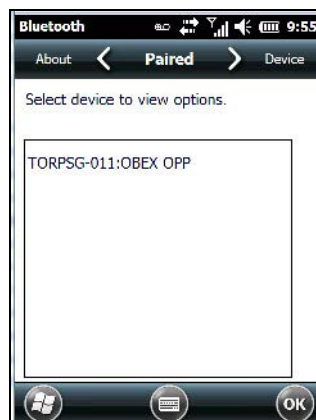 Bluetooth 9:55
About Paired Device
Select device to view options.
TORPSG-011:OBEX OPP
OK